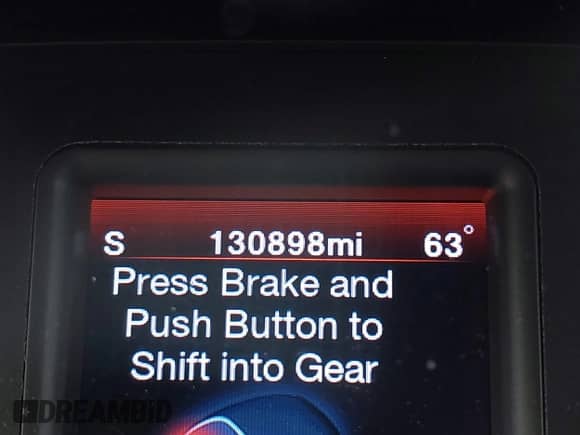 S 130898mi 63°
Press Brake and
Push Button to
Shift into Gear
DREAMBID